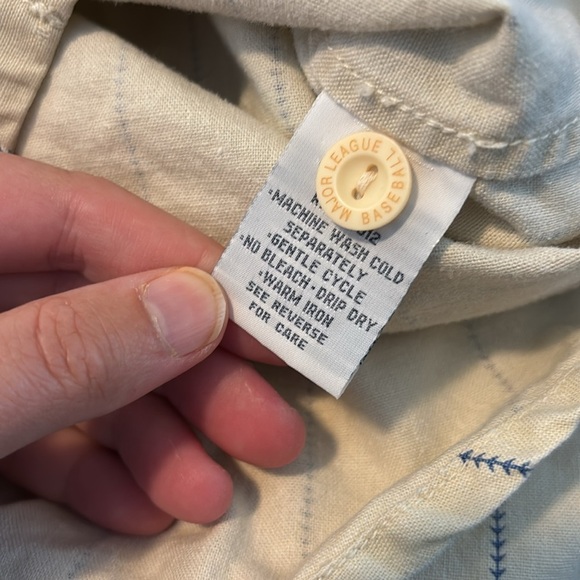 MAJOR LEAGUE BASEBALL
•MACHINE WASH COLD
SEPARATELY
•GENTLE CYCLE
•NO BLEACH•DRIP DRY
•WARM IRON
SEE REVERSE
FOR CARE